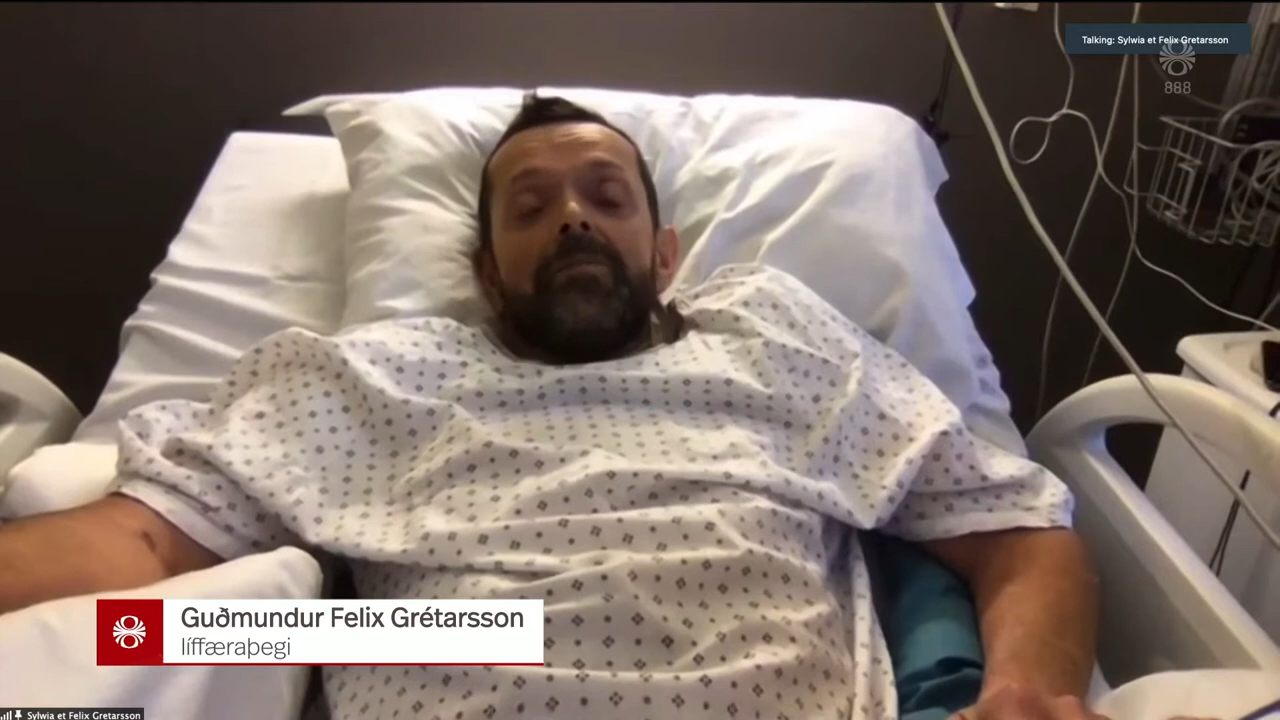 Talking: Sylwia et Felix Gretarsson
888
Guðmundur Felix Grétarsson
líffæraþegi
Sylwia et Felix Gretarsson